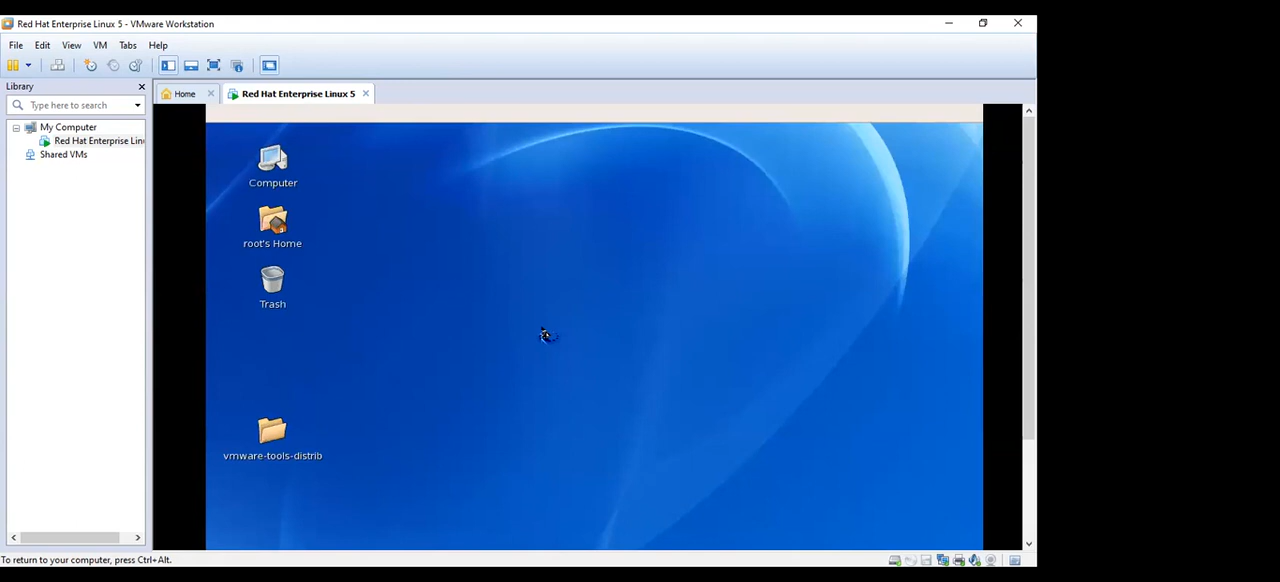 Red Hat Enterprise Linux 5 - VMware Workstation
File Edit View VM Tabs Help
Library
Home
Red Hat Enterprise Linux 5
Type here to search
My Computer
Red Hat Enterprise Lin
Shared VMs
Computer
root's Home
Trash
vmware-tools-distrib
To return to your computer, press Ctrl+Alt.